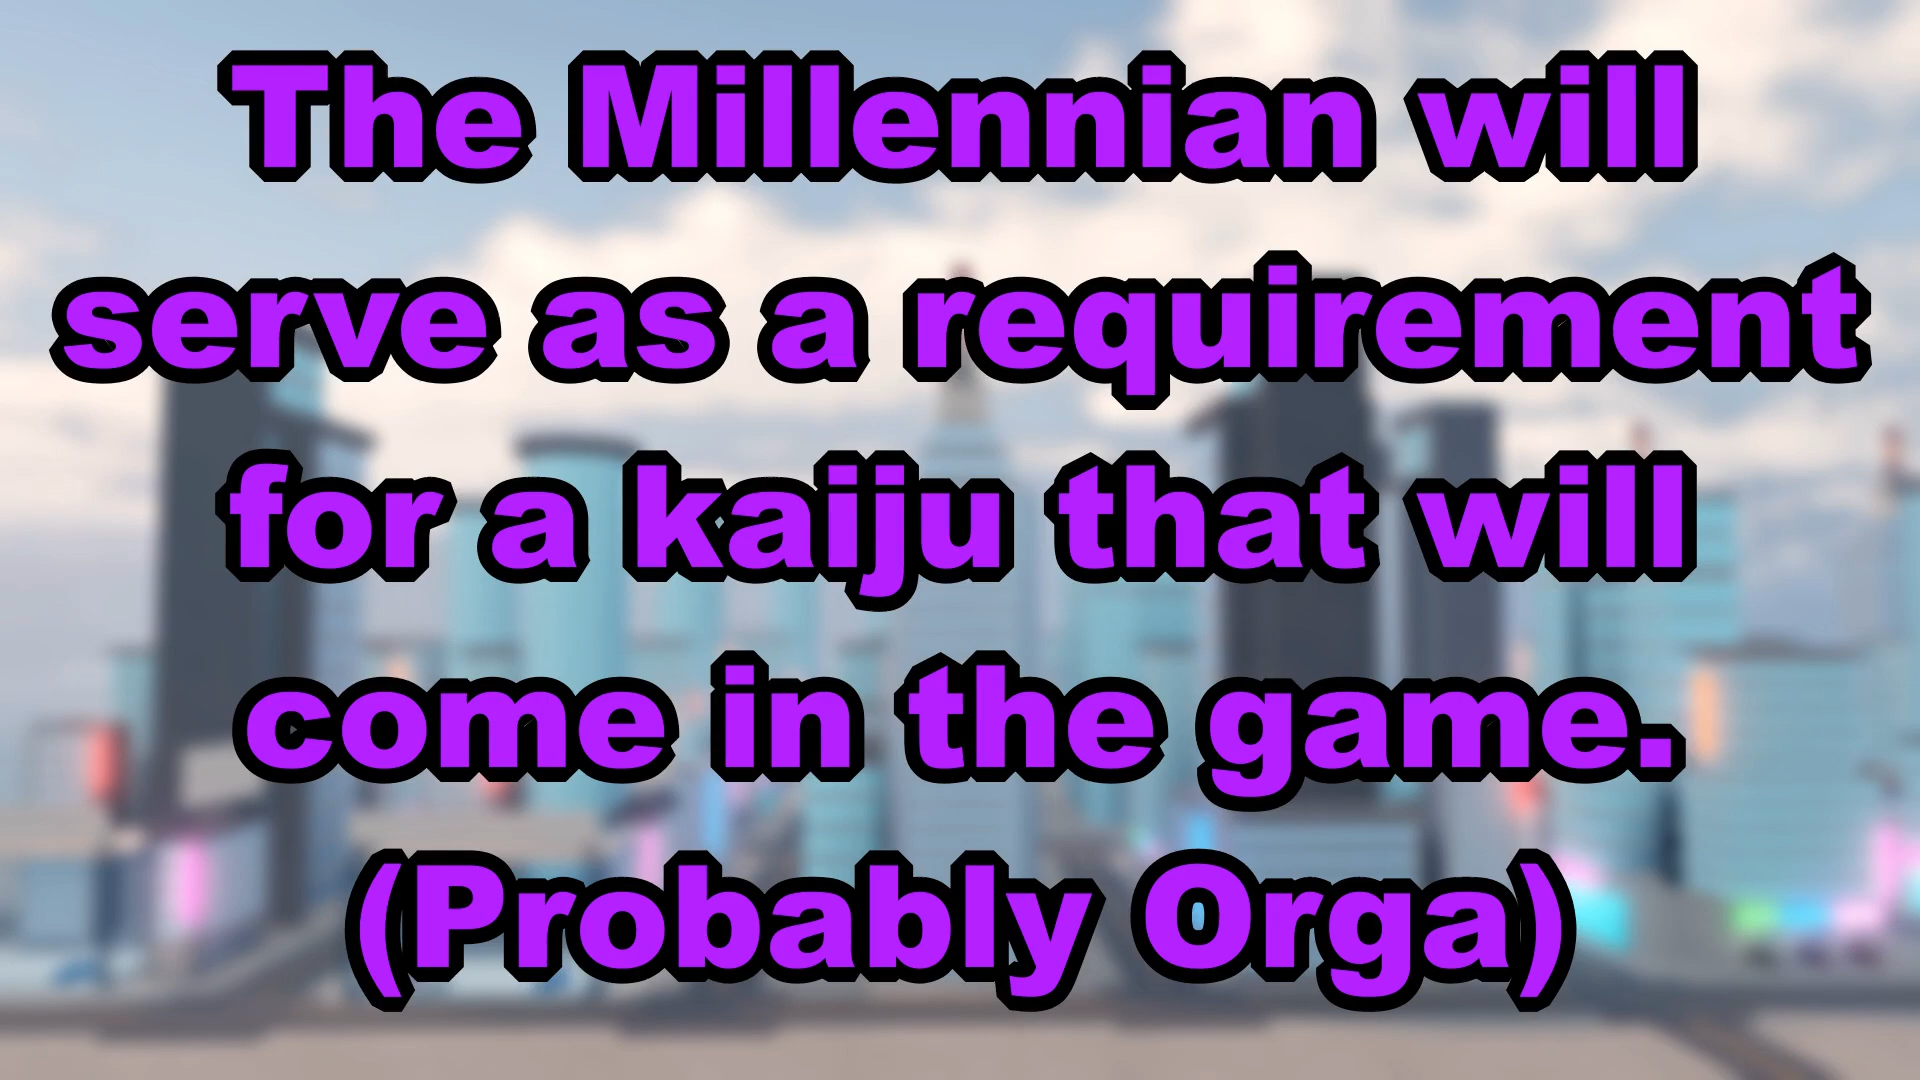 The Millennian will
serve as a requirement
for a kaiju that will
come in the game.
(Probably Orga)